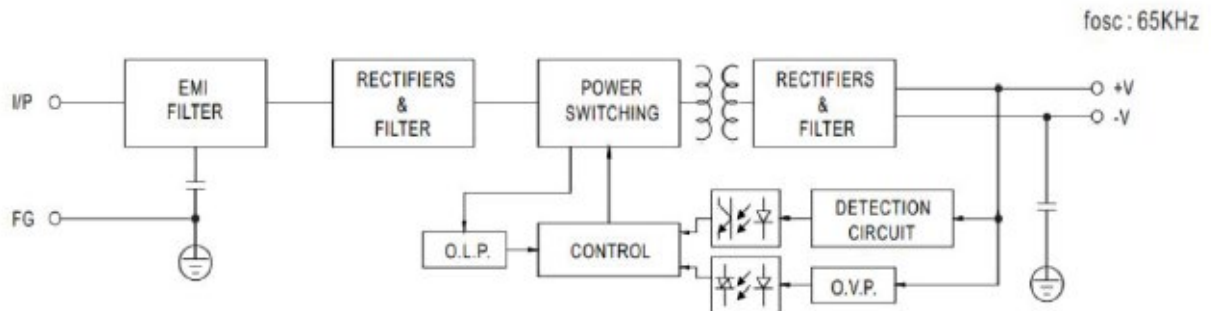 fosc : 65KHz
I/P
EMI
FILTER
RECTIFIERS
&
FILTER
POWER
SWITCHING
RECTIFIERS
&
FILTER
+V
-V
FG
O.L.P.
CONTROL
DETECTION
CIRCUIT
O.V.P.